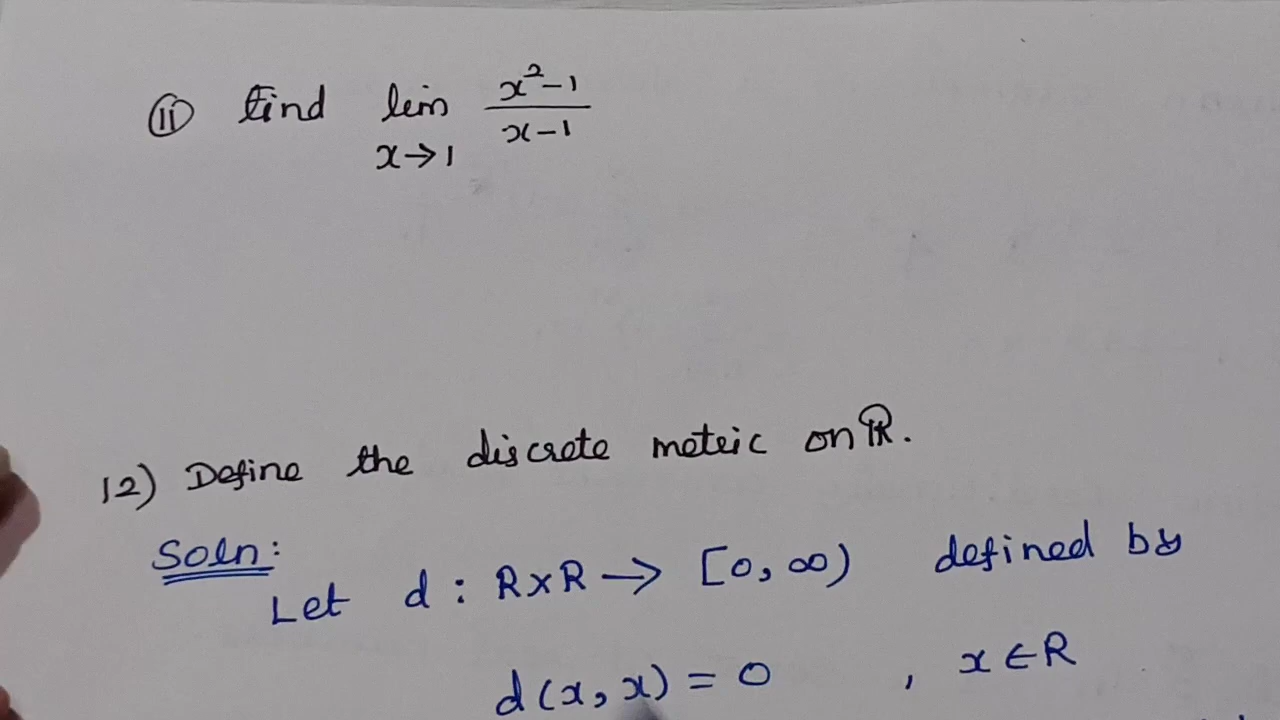 ⑪ Find lim x→1 x²-1 / x-1
12) Define the discrete metric on ℝ.
Soln:
Let d : R×R → [0, ∞) defined by
d(x, x) = 0 , x ∈ R